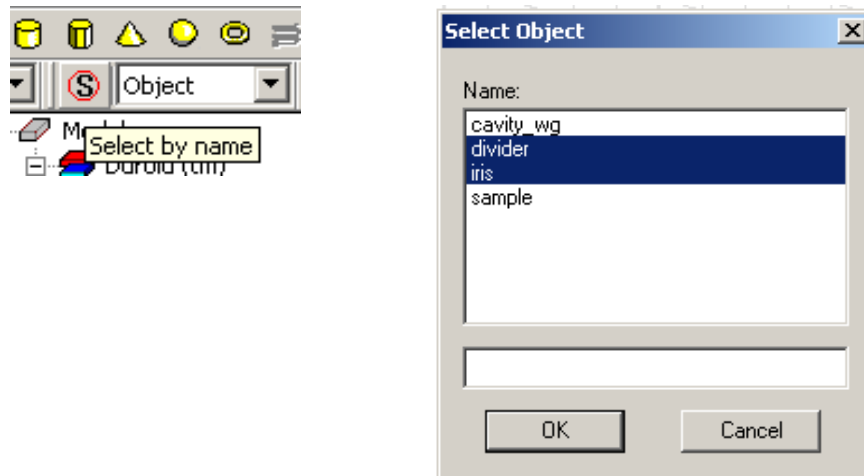 S
Object
Select by name
Select Object
Name:
cavity_wg
divider
iris
sample
OK
Cancel